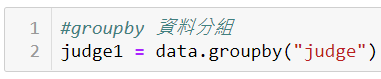 1 #groupby 資料分組
2 judge1 = data.groupby("judge")